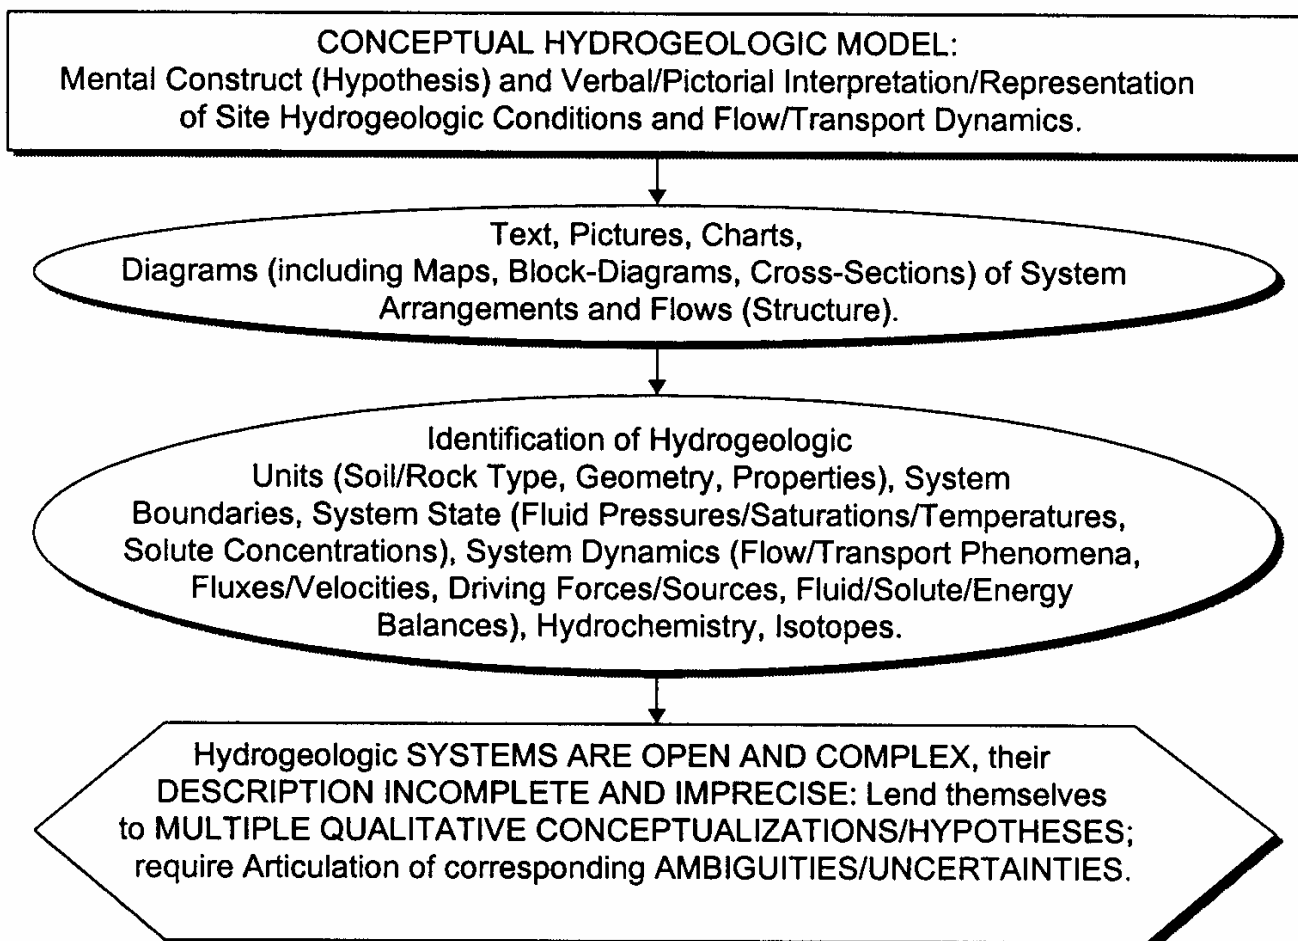 CONCEPTUAL HYDROGEOLOGIC MODEL:
Mental Construct (Hypothesis) and Verbal/Pictorial Interpretation/Representation
of Site Hydrogeologic Conditions and Flow/Transport Dynamics.
Text, Pictures, Charts,
Diagrams (including Maps, Block-Diagrams, Cross-Sections) of System
Arrangements and Flows (Structure).
Identification of Hydrogeologic
Units (Soil/Rock Type, Geometry, Properties), System
Boundaries, System State (Fluid Pressures/Saturations/Temperatures,
Solute Concentrations), System Dynamics (Flow/Transport Phenomena,
Fluxes/Velocities, Driving Forces/Sources, Fluid/Solute/Energy
Balances), Hydrochemistry, Isotopes.
Hydrogeologic SYSTEMS ARE OPEN AND COMPLEX, their
DESCRIPTION INCOMPLETE AND IMPRECISE: Lend themselves
to MULTIPLE QUALITATIVE CONCEPTUALIZATIONS/HYPOTHESES;
require Articulation of corresponding AMBIGUITIES/UNCERTAINTIES.